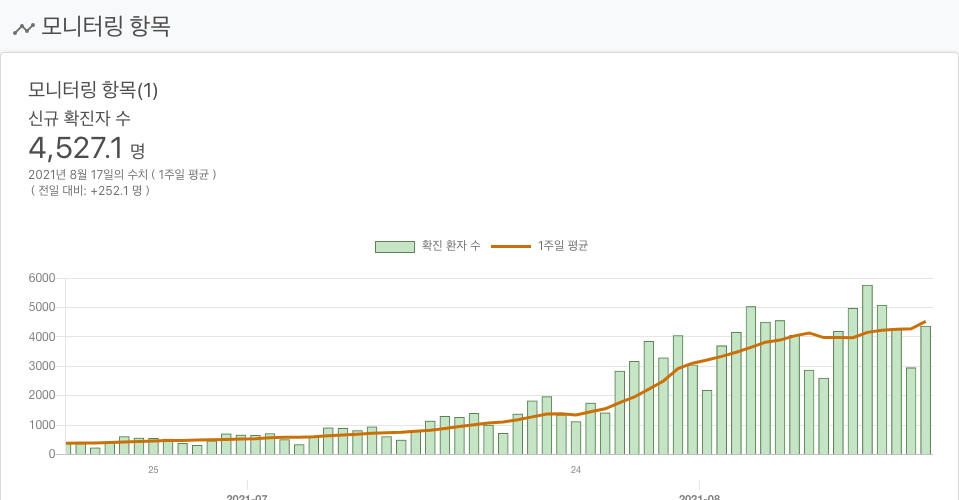 모니터링 항목
모니터링 항목(1)
신규 확진자 수
4,527.1 명
2021년 8월 17일의 수치 ( 1주일 평균 )
( 전일 대비: +252.1 명 )
확진 환자 수 1주일 평균
6000
5000
4000
3000
2000
1000
0
25 24
2021-07 2021-08